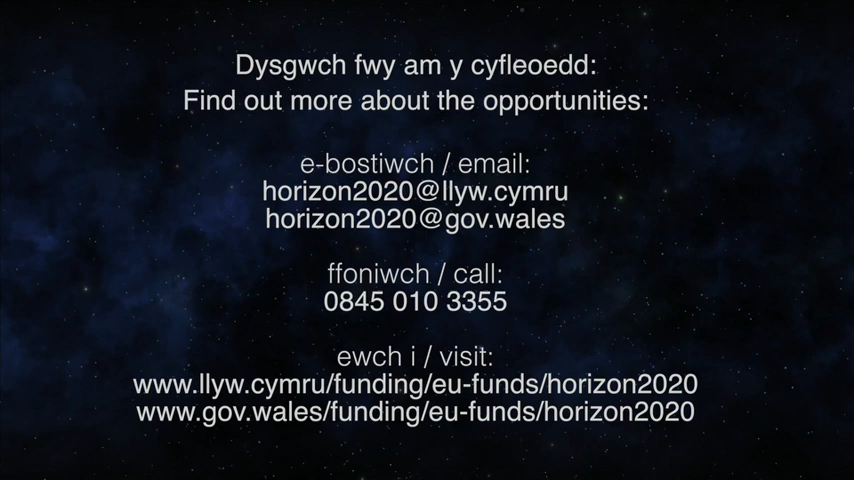 Dysgwch fwy am y cyfleoedd:
Find out more about the opportunities:
e-bostiwch / email:
horizon2020@llyw.cymru
horizon2020@gov.wales
ffoniwch / call:
0845 010 3355
ewch i / visit:
www.llyw.cymru/funding/eu-funds/horizon2020
www.gov.wales/funding/eu-funds/horizon2020